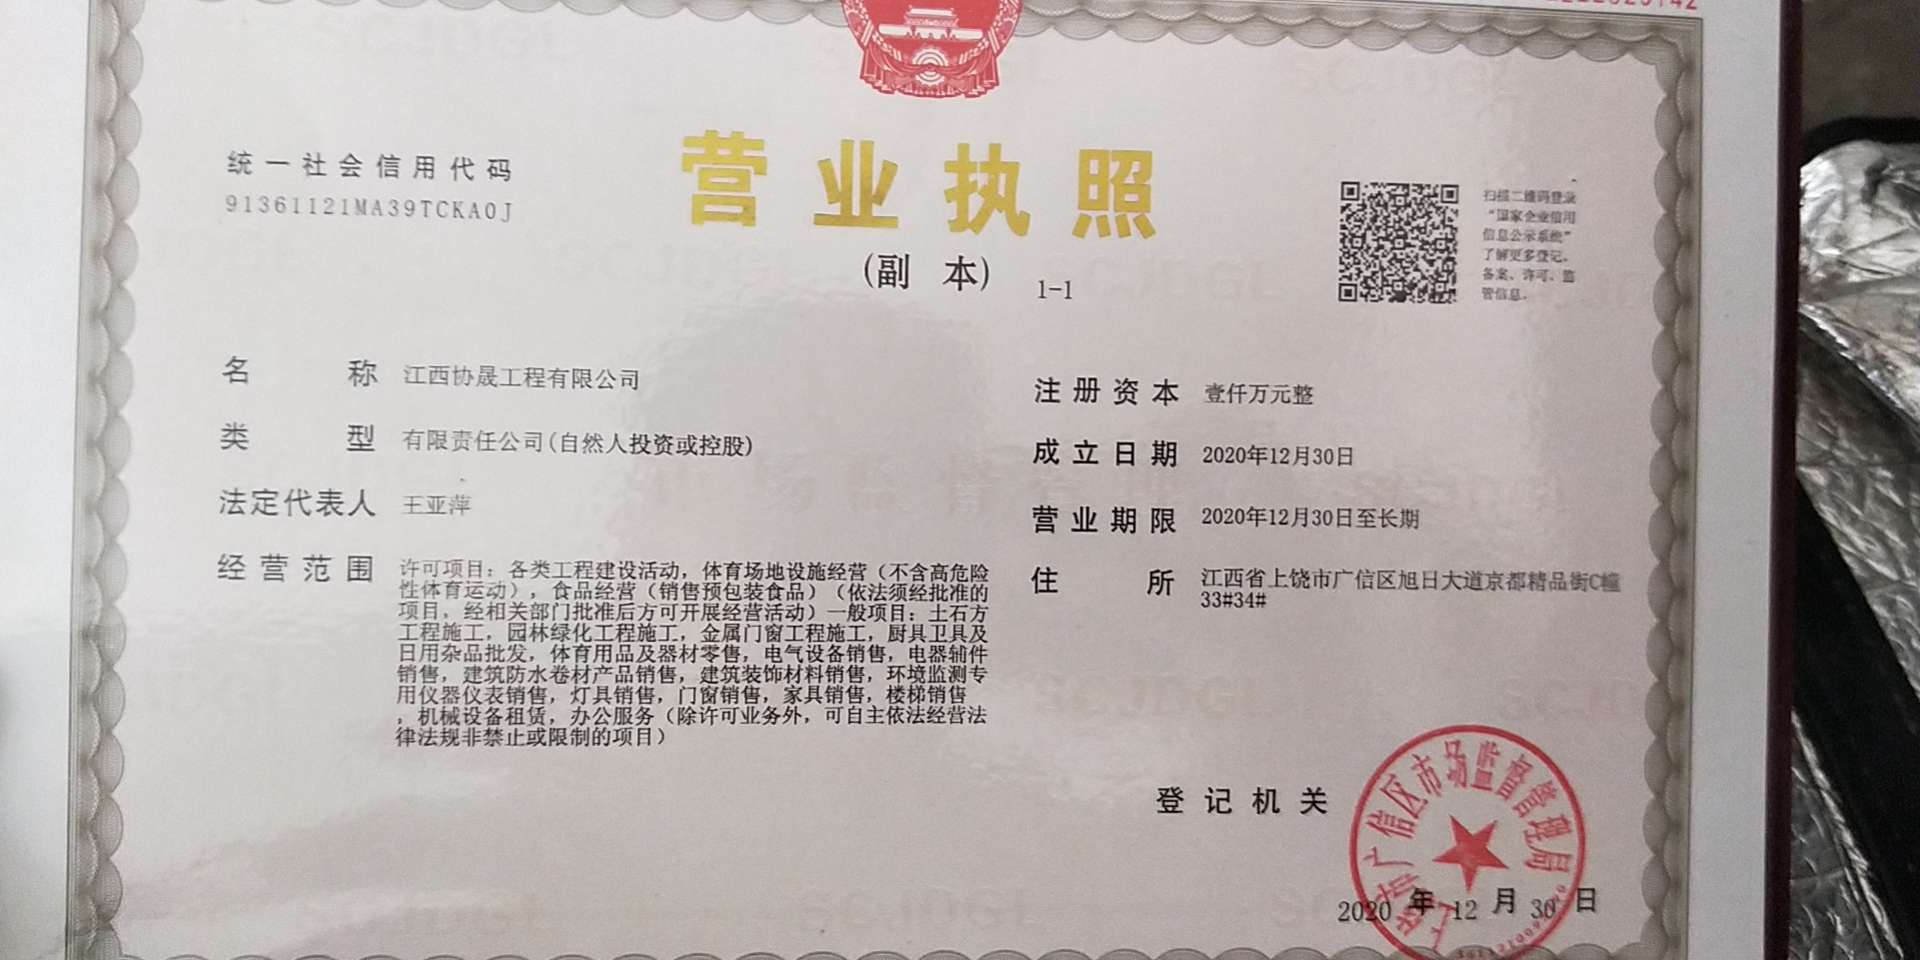 统一社会信用代码
91361121MA39TCKA0J
营业执照
(副 本) 1-1
扫描二维码登录
“国家企业信用
信息公示系统”
了解更多登记、
备案、许可、监
管信息。
名 称 江西协晟工程有限公司
类 型 有限责任公司(自然人投资或控股)
法定代表人 王亚萍
经营范围 许可项目：各类工程建设活动，体育场地设施经营（不含高危险
性体育运动），食品经营（销售预包装食品）（依法须经批准的
项目，经相关部门批准后方可开展经营活动）一般项目：土石方
工程施工，园林绿化工程施工，金属门窗工程施工，厨具卫具及
日用杂品批发，体育用品及器材零售，电气设备销售，电器辅件
销售，建筑防水卷材产品销售，建筑装饰材料销售，环境监测专
用仪器仪表销售，灯具销售，门窗销售，家具销售，楼梯销售
，机械设备租赁，办公服务（除许可业务外，可自主依法经营法
律法规非禁止或限制的项目）
注册资本 壹仟万元整
成立日期 2020年12月30日
营业期限 2020年12月30日至长期
住 所 江西省上饶市广信区旭日大道京都精品街C幢
33#34#
登记机关
上饶市广信区市场监督管理局
2020 年 12 月 30 日